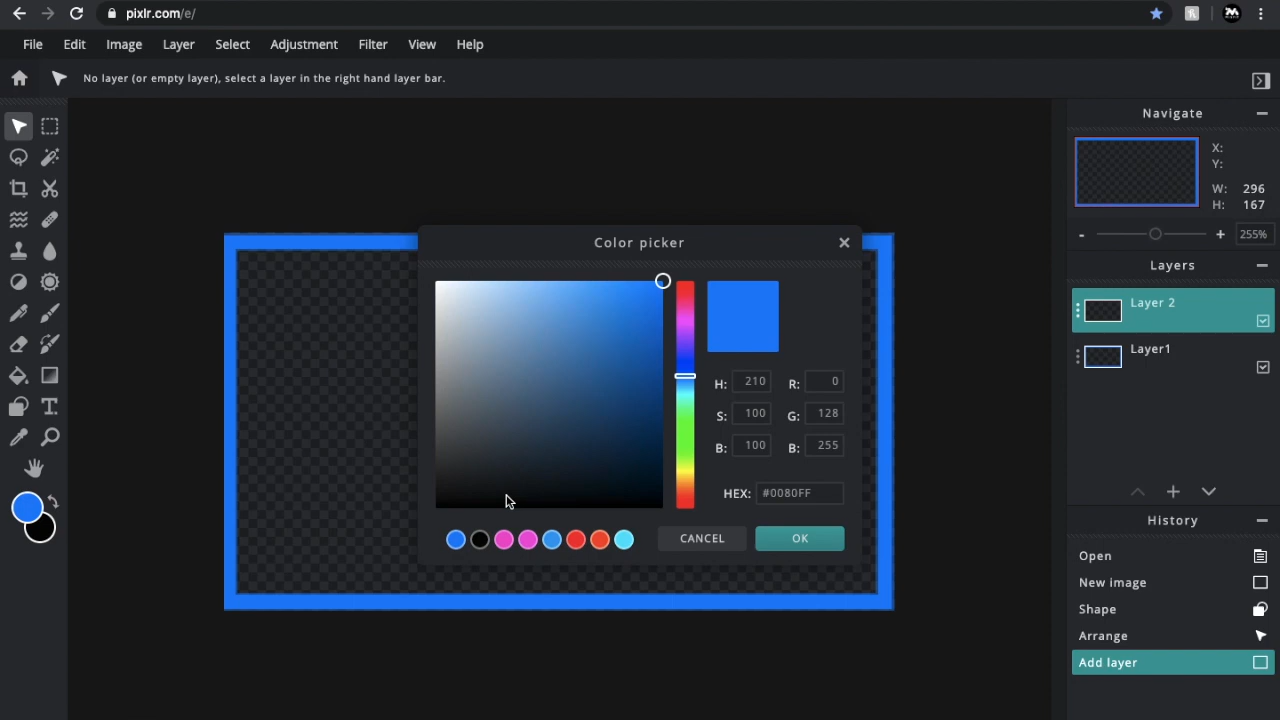 pixlr.com/e/
File Edit Image Layer Select Adjustment Filter View Help
No layer (or empty layer), select a layer in the right hand layer bar.
Navigate
X:
Y:
W: 296
H: 167
- + 255%
Layers
Layer 2
Layer1
Color picker
H: 210 R: 0
S: 100 G: 128
B: 100 B: 255
HEX: #0080FF
CANCEL OK
History
Open
New image
Shape
Arrange
Add layer